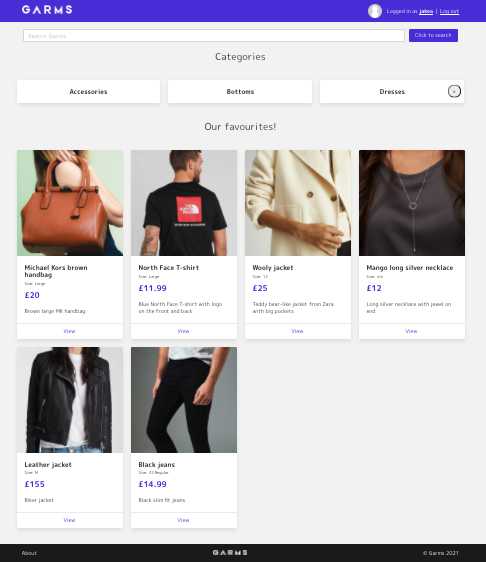 GARMS
Logged in as jakea | Log out
Search Garms
Click to search
Categories
Accessories
Bottoms
Dresses
>
Our favourites!
Michael Kors brown
handbag
Size: Large
£20
Brown large MK handbag
View
North Face T-shirt
Size: Large
£11.99
Blue North Face T-shirt with logo
on the front and back
View
Wooly jacket
Size: 12
£25
Teddy bear-like jacket from Zara
with big pockets
View
Mango long silver necklace
Size: n/a
£12
Long silver necklace with jewel on
end
View
Leather jacket
Size: M
£155
Biker jacket
View
Black jeans
Size: 32 Regular
£14.99
Black slim fit jeans
View
About
GARMS
© Garms 2021